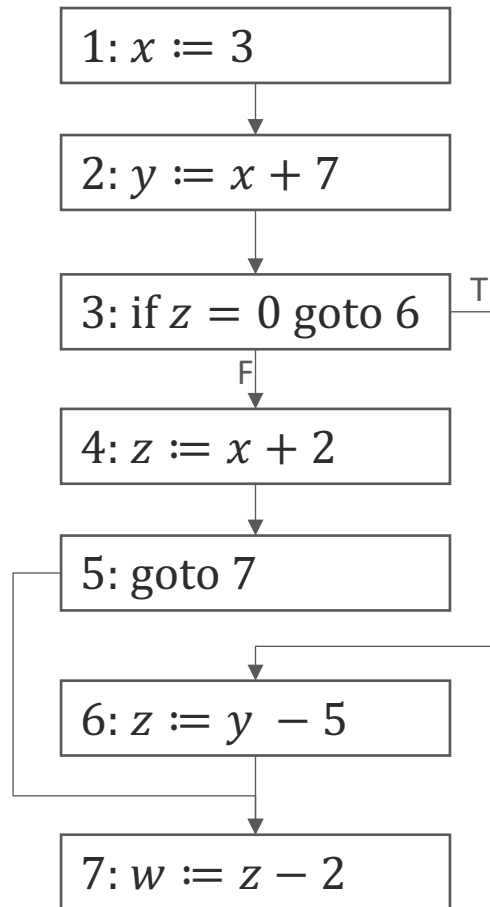 1: x := 3
2: y := x + 7
3: if z = 0 goto 6
T
F
4: z := x + 2
5: goto 7
6: z := y − 5
7: w := z − 2